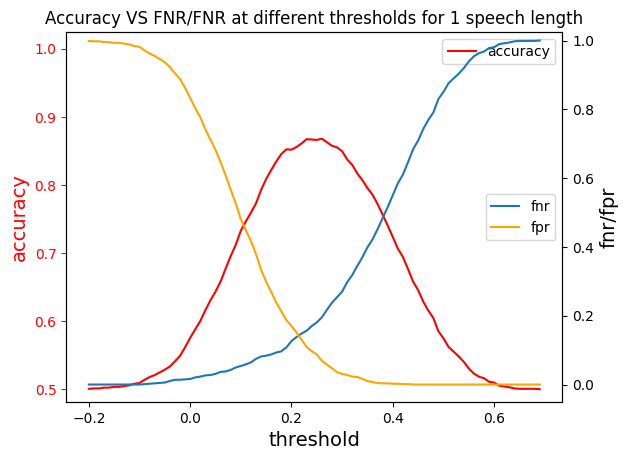 Accuracy VS FNR/FNR at different thresholds for 1 speech length
accuracy
1.0
0.9
0.8
0.7
0.6
0.5
accuracy
fnr
fpr
1.0
0.8
0.6
0.4
0.2
0.0
fnr/fpr
−0.2
0.0
0.2
0.4
0.6
threshold